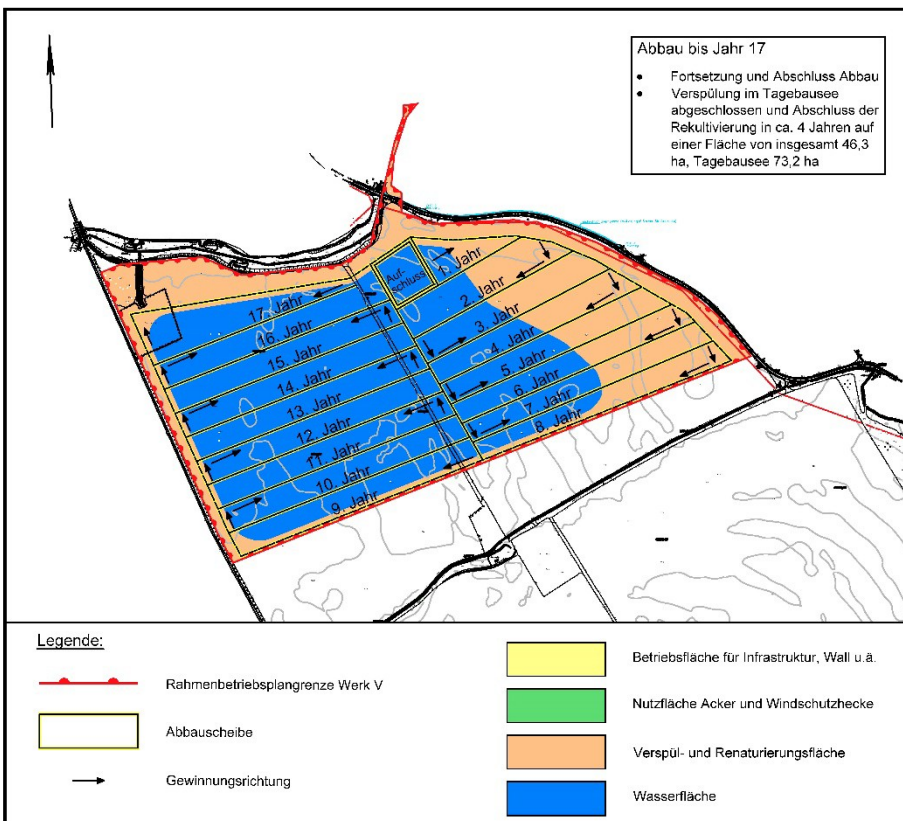 Abbau bis Jahr 17
• Fortsetzung und Abschluss Abbau
• Verspülung im Tagebausee
abgeschlossen und Abschluss der
Rekultivierung in ca. 4 Jahren auf
einer Fläche von insgesamt 46,3
ha, Tagebausee 73,2 ha
Auf-
schluss
1. Jahr
2. Jahr
3. Jahr
4. Jahr
5. Jahr
6. Jahr
7. Jahr
8. Jahr
17. Jahr
16. Jahr
15. Jahr
14. Jahr
13. Jahr
12. Jahr
11. Jahr
10. Jahr
9. Jahr
Legende:
Rahmenbetriebsplangrenze Werk V
Abbauscheibe
Gewinnungsrichtung
Betriebsfläche für Infrastruktur, Wall u.ä.
Nutzfläche Acker und Windschutzhecke
Verspül- und Renaturierungsfläche
Wasserfläche